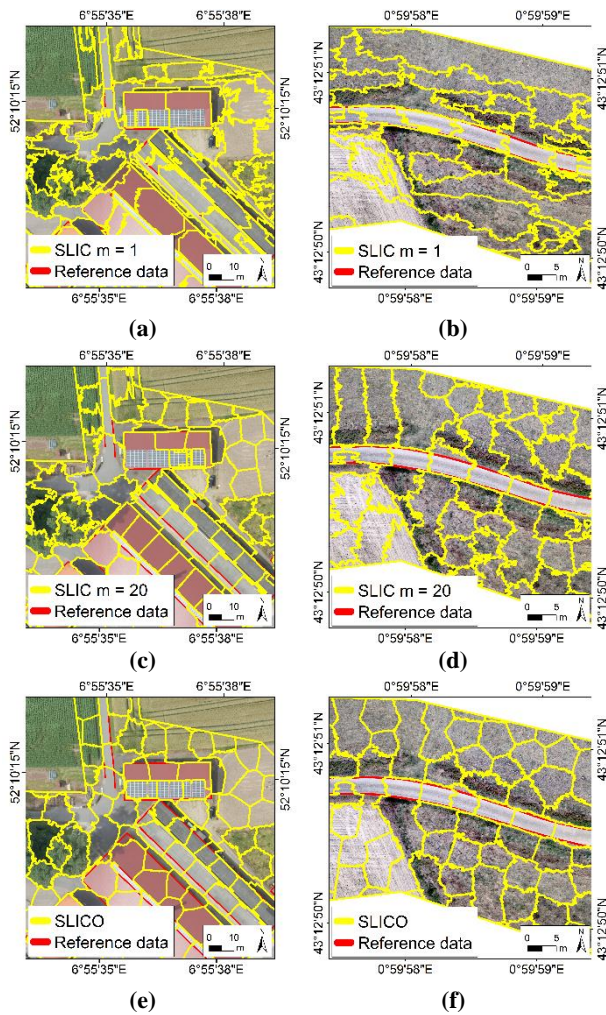 6°55'35"E 6°55'38"E
0°59'58"E 0°59'59"E
52°10'15"N
52°10'15"N
43°12'51"N
43°12'51"N
43°12'50"N
43°12'50"N
SLIC m = 1
Reference data
0 10
m
SLIC m = 1
Reference data
0 5
m
6°55'35"E 6°55'38"E
0°59'58"E 0°59'59"E
(a) (b)
6°55'35"E 6°55'38"E
0°59'58"E 0°59'59"E
52°10'15"N
52°10'15"N
43°12'51"N
43°12'51"N
43°12'50"N
43°12'50"N
SLIC m = 20
Reference data
0 10
m
SLIC m = 20
Reference data
0 5
m
6°55'35"E 6°55'38"E
0°59'58"E 0°59'59"E
(c) (d)
6°55'35"E 6°55'38"E
0°59'58"E 0°59'59"E
52°10'15"N
52°10'15"N
43°12'51"N
43°12'51"N
43°12'50"N
43°12'50"N
SLICO
Reference data
0 10
m
SLICO
Reference data
0 5
m
6°55'35"E 6°55'38"E
0°59'58"E 0°59'59"E
(e) (f)